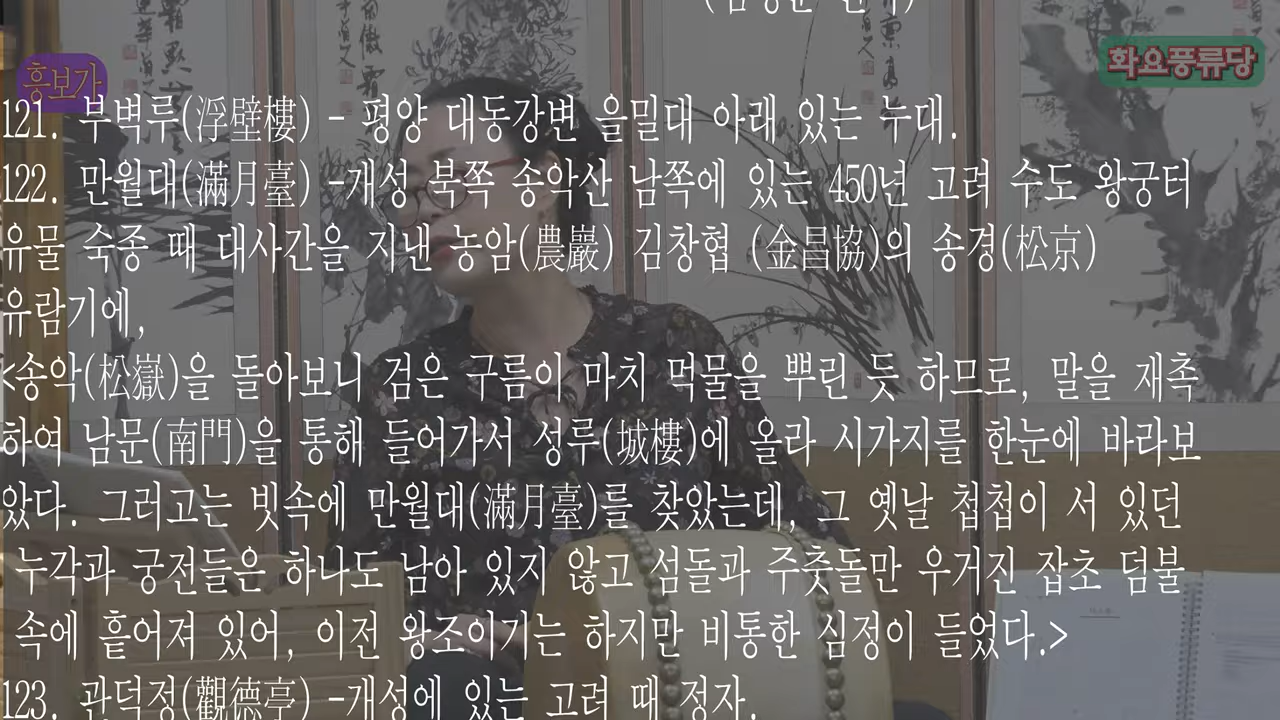 흥보가
화요풍류당
121. 부벽루(浮壁樓) - 평양 대동강변 을밀대 아래 있는 누대.
122. 만월대(滿月臺) -개성 북쪽 송악산 남쪽에 있는 450년 고려 수도 왕궁터
유물 숙종 때 대사간을 지낸 농암(農巖) 김창협 (金昌協)의 송경(松京)
유람기에,
<송악(松嶽)을 돌아보니 검은 구름이 마치 먹물을 뿌린 듯 하므로, 말을 재촉
하여 남문(南門)을 통해 들어가서 성루(城樓)에 올라 시가지를 한눈에 바라보
았다. 그러고는 빗속에 만월대(滿月臺)를 찾았는데, 그 옛날 첩첩이 서 있던
누각과 궁전들은 하나도 남아 있지 않고 섬돌과 주춧돌만 우거진 잡초 덤불
속에 흩어져 있어, 이전 왕조이기는 하지만 비통한 심정이 들었다.>
123. 관덕정(觀德亭) -개성에 있는 고려 때 정자.